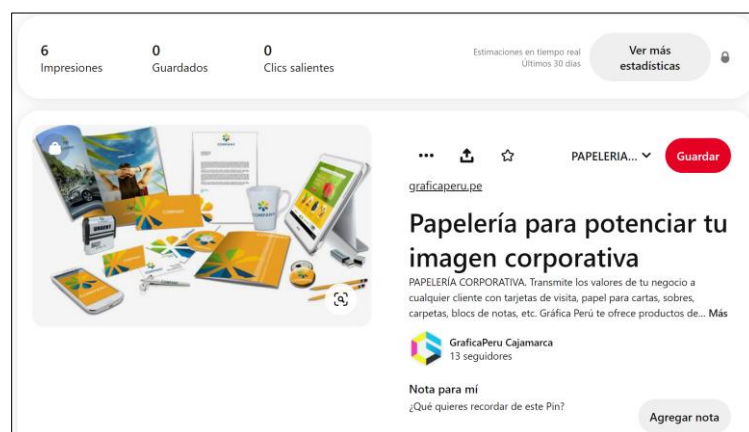 6
Impresiones
0
Guardados
0
Clics salientes
Estimaciones en tiempo real
Últimos 30 días
Ver más
estadísticas
PAPELERIA...
Guardar
graficaperu.pe
Papelería para potenciar tu
imagen corporativa
PAPELERÍA CORPORATIVA. Transmite los valores de tu negocio a
cualquier cliente con tarjetas de visita, papel para cartas, sobres,
carpetas, blocs de notas, etc. Gráfica Perú te ofrece productos de... Más
GraficaPeru Cajamarca
13 seguidores
Nota para mí
¿Qué quieres recordar de este Pin?
Agregar nota
COMPANY
COMPANY
URGENT